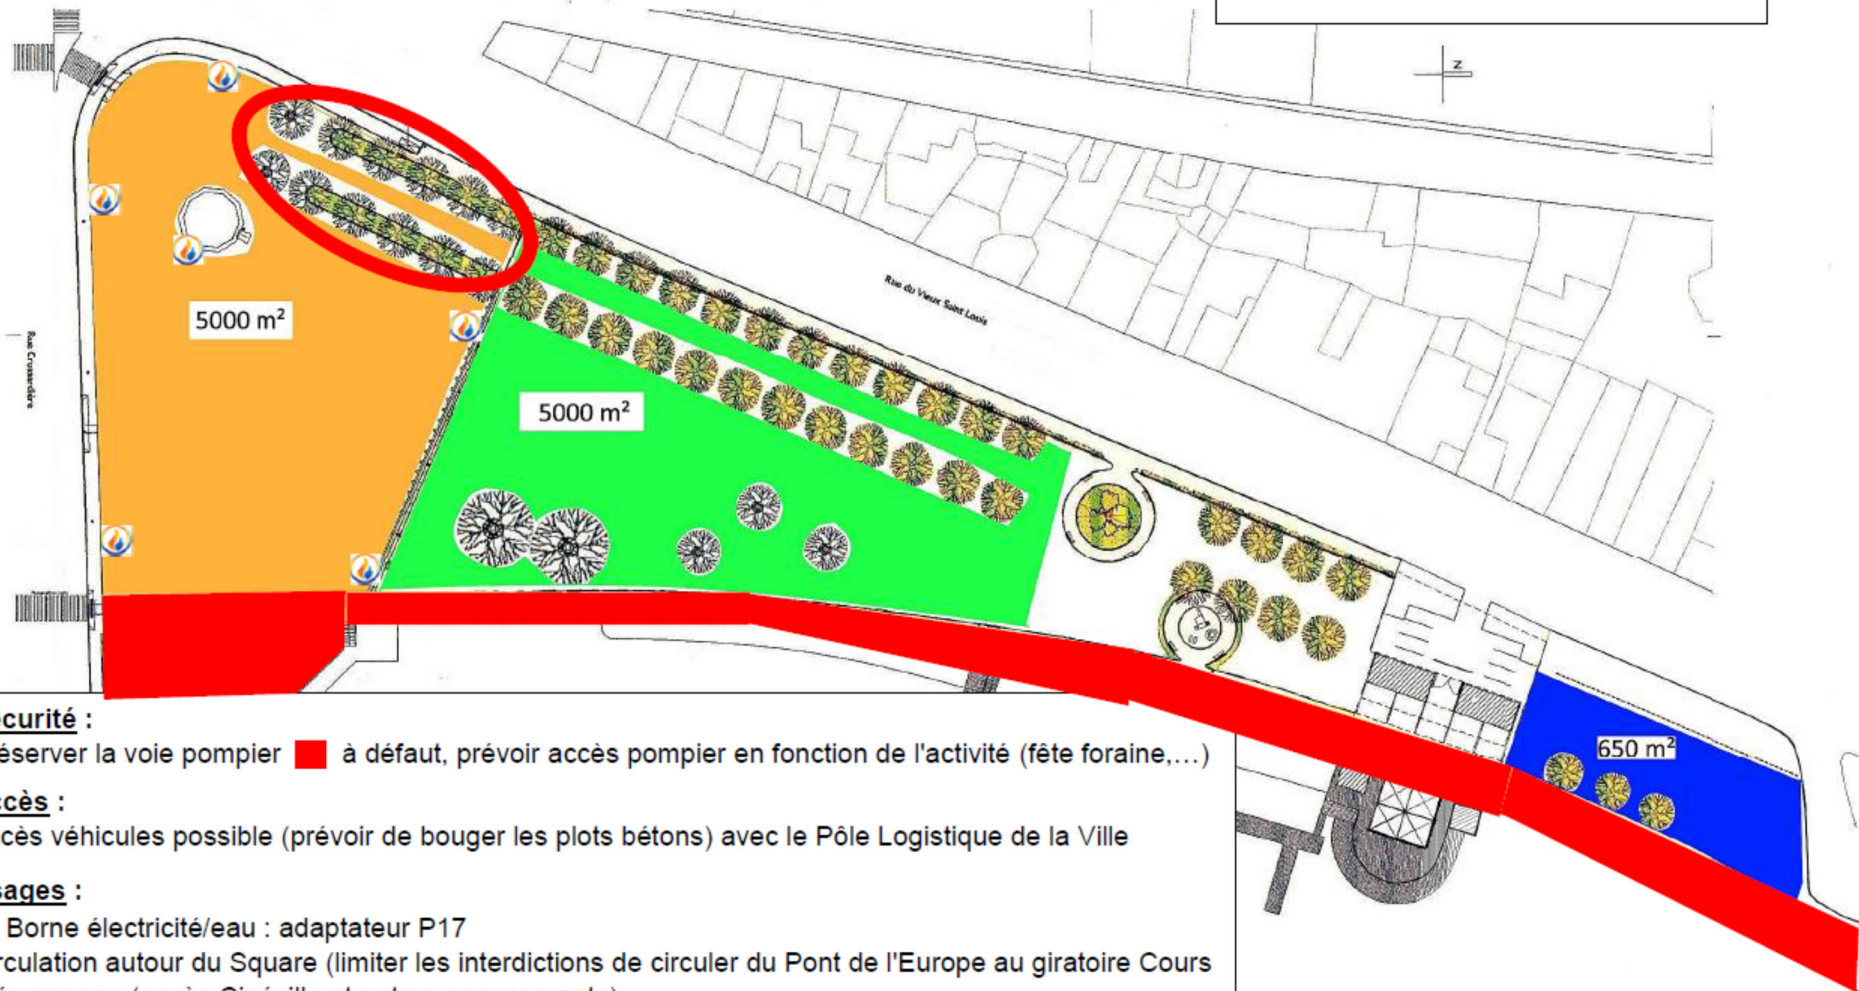 z
Rue du Vieux Saint Louis
Rue Crossardière
5000 m²
5000 m²
650 m²
curité :
éserver la voie pompier à défaut, prévoir accès pompier en fonction de l'activité (fête foraine,...)
ccès :
ccès véhicules possible (prévoir de bouger les plots bétons) avec le Pôle Logistique de la Ville
sages :
Borne électricité/eau : adaptateur P17
rculation autour du Square (limiter les interdictions de circuler du Pont de l'Europe au giratoire Cours